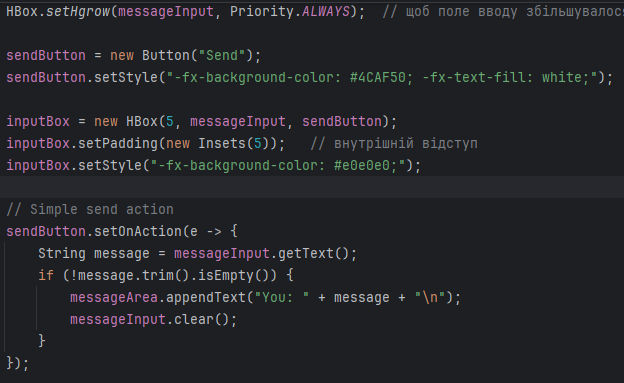 HBox.setHgrow(messageInput, Priority.ALWAYS);  // щоб поле вводу збільшувалося
sendButton = new Button("Send");
sendButton.setStyle("-fx-background-color: #4CAF50; -fx-text-fill: white;");
inputBox = new HBox(5, messageInput, sendButton);
inputBox.setPadding(new Insets(5));   // внутрішній відступ
inputBox.setStyle("-fx-background-color: #e0e0e0;");
// Simple send action
sendButton.setOnAction(e -> {
    String message = messageInput.getText();
    if (!message.trim().isEmpty()) {
        messageArea.appendText("You: " + message + "\n");
        messageInput.clear();
    }
});